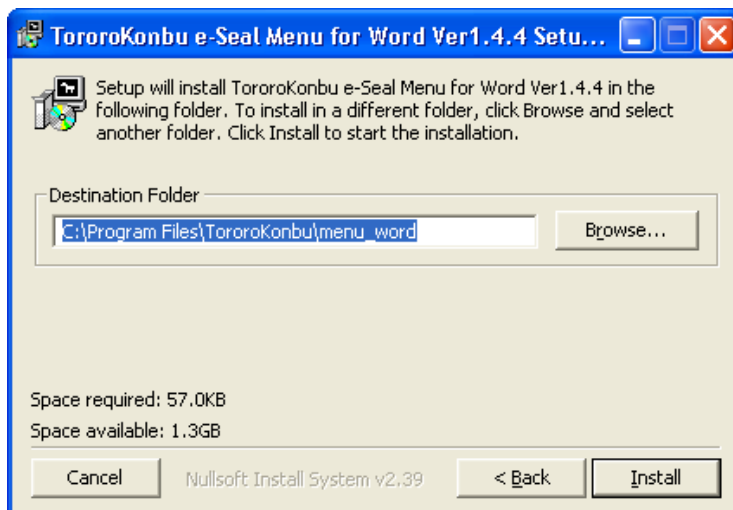 TororoKonbu e-Seal Menu for Word Ver1.4.4 Setu...
Setup will install TororoKonbu e-Seal Menu for Word Ver1.4.4 in the
following folder. To install in a different folder, click Browse and select
another folder. Click Install to start the installation.
Destination Folder
C:\Program Files\TororoKonbu\menu_word
Browse...
Space required: 57.0KB
Space available: 1.3GB
Cancel
Nullsoft Install System v2.39
< Back
Install